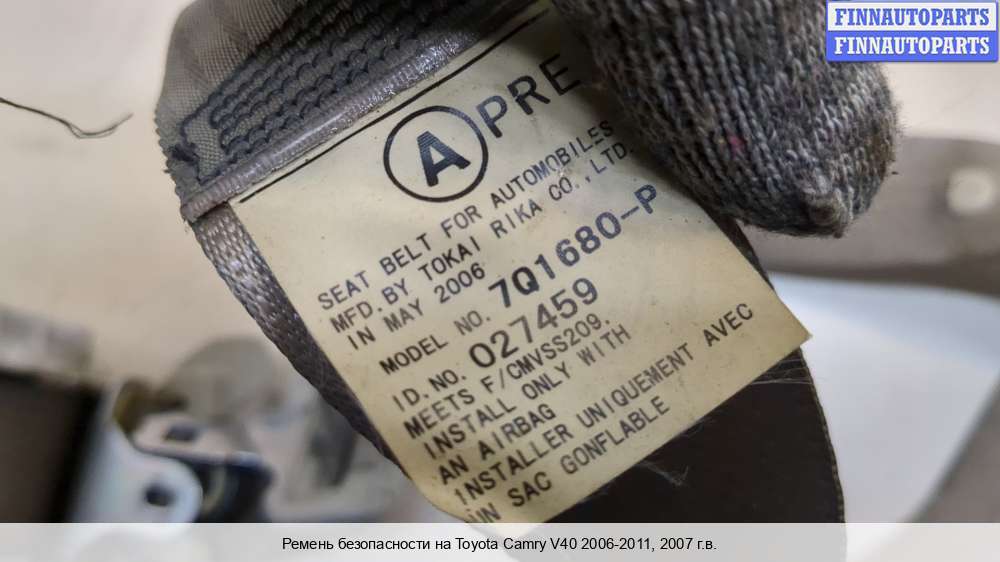 FINNAUTOPARTS
FINNAUTOPARTS
A PRE
SEAT BELT FOR AUTOMOBILES
MFD. BY TOKAI RIKA CO., LTD.
IN MAY 2006
MODEL NO. 7Q1680-P
ID. NO. 027459
MEETS F/CMVSS209.
INSTALL ONLY WITH
AN AIRBAG
INSTALLER UNIQUEMENT AVEC
UN SAC GONFLABLE
Ремень безопасности на Toyota Camry V40 2006-2011, 2007 г.в.